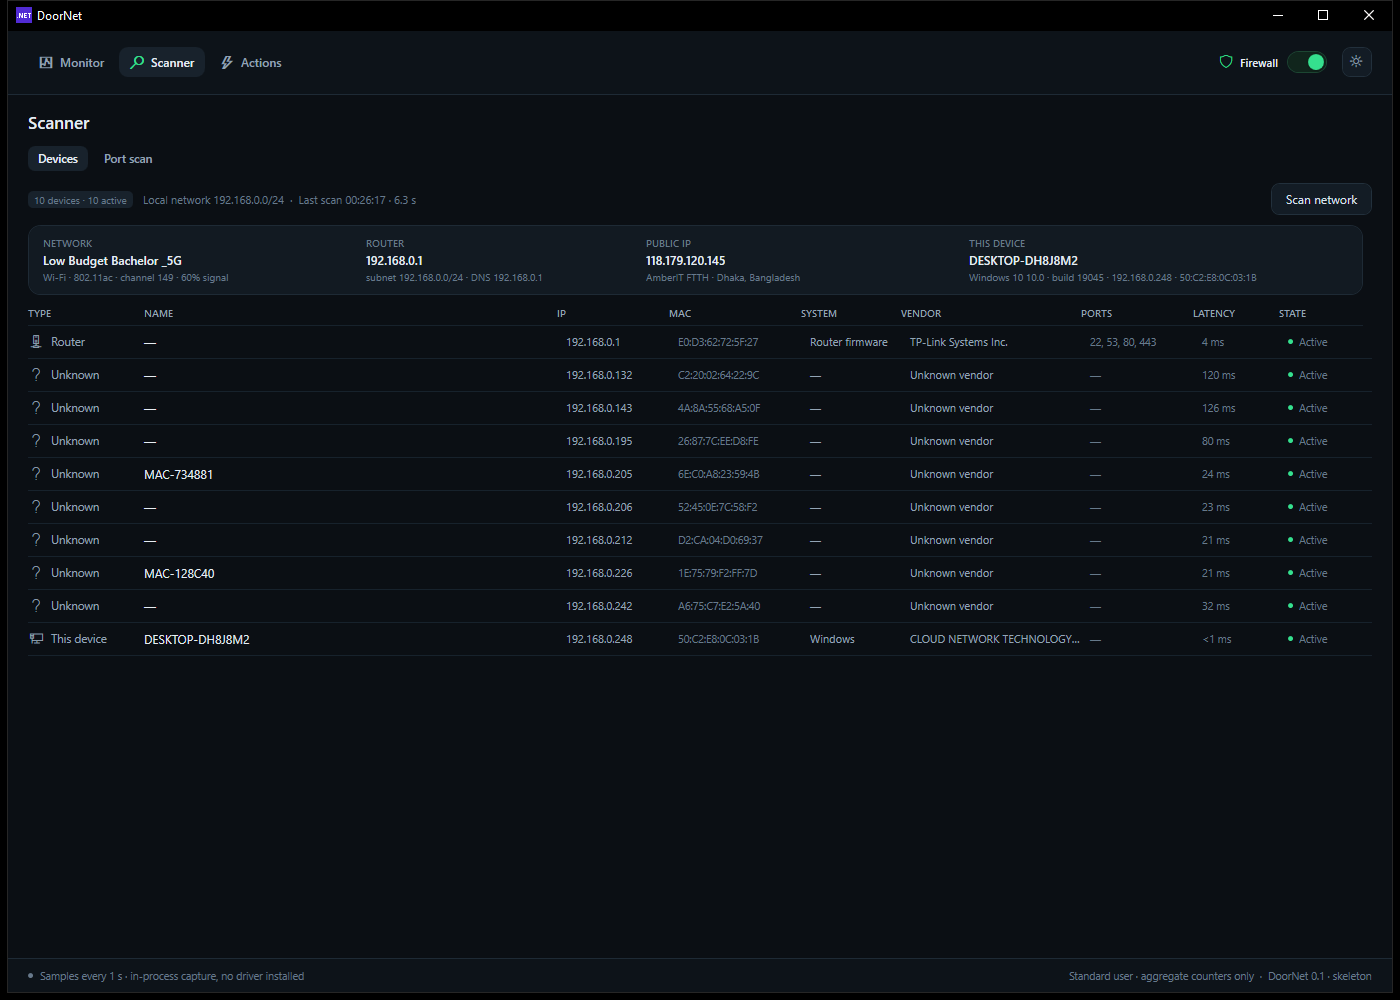 .NET DoorNet
Monitor Scanner Actions Firewall
Scanner
Devices Port scan
10 devices · 10 active Local network 192.168.0.0/24 · Last scan 00:26:17 · 6.3 s Scan network
NETWORK ROUTER PUBLIC IP THIS DEVICE
Low Budget Bachelor _5G 192.168.0.1 118.179.120.145 DESKTOP-DH8J8M2
Wi-Fi · 802.11ac · channel 149 · 60% signal subnet 192.168.0.0/24 · DNS 192.168.0.1 AmberIT FTTH · Dhaka, Bangladesh Windows 10 10.0 · build 19045 · 192.168.0.248 · 50:C2:E8:0C:03:1B
TYPE NAME IP MAC SYSTEM VENDOR PORTS LATENCY STATE
Router — 192.168.0.1 E0:D3:62:72:5F:27 Router firmware TP-Link Systems Inc. 22, 53, 80, 443 4 ms Active
? Unknown — 192.168.0.132 C2:20:02:64:22:9C — Unknown vendor — 120 ms Active
? Unknown — 192.168.0.143 4A:8A:55:68:A5:0F — Unknown vendor — 126 ms Active
? Unknown — 192.168.0.195 26:87:7C:EE:D8:FE — Unknown vendor — 80 ms Active
? Unknown MAC-734881 192.168.0.205 6E:C0:A8:23:59:4B — Unknown vendor — 24 ms Active
? Unknown — 192.168.0.206 52:45:0E:7C:58:F2 — Unknown vendor — 23 ms Active
? Unknown — 192.168.0.212 D2:CA:04:D0:69:37 — Unknown vendor — 21 ms Active
? Unknown MAC-128C40 192.168.0.226 1E:75:79:F2:FF:7D — Unknown vendor — 21 ms Active
? Unknown — 192.168.0.242 A6:75:C7:E2:5A:40 — Unknown vendor — 32 ms Active
This device DESKTOP-DH8J8M2 192.168.0.248 50:C2:E8:0C:03:1B Windows CLOUD NETWORK TECHNOLOGY... — <1 ms Active
Samples every 1 s · in-process capture, no driver installed Standard user · aggregate counters only · DoorNet 0.1 · skeleton